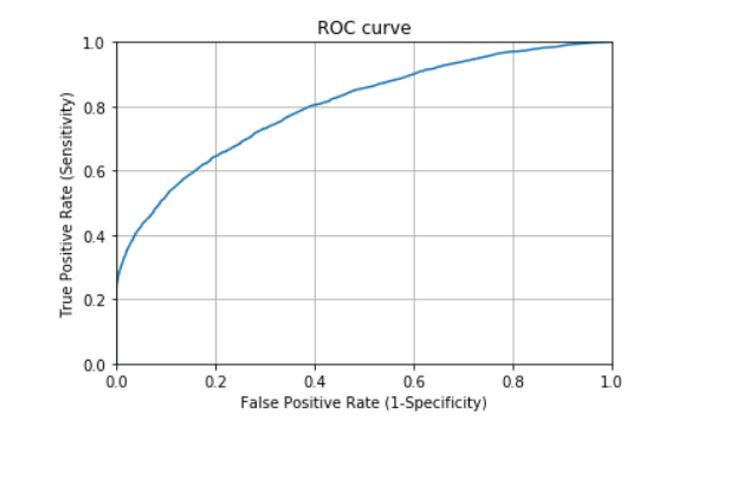 ROC curve
1.0
0.8
0.6
0.4
0.2
0.0
True Positive Rate (Sensitivity)
0.0 0.2 0.4 0.6 0.8 1.0
False Positive Rate (1-Specificity)